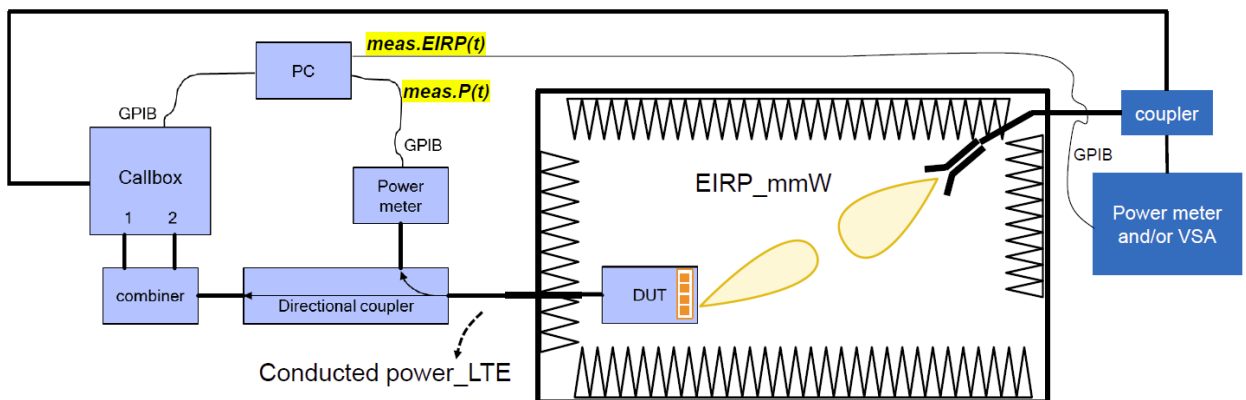 meas.EIRP(t)
PC
meas.P(t)
GPIB
GPIB
coupler
Callbox
1 2
Power
meter
EIRP_mmW
GPIB
Power meter
and/or VSA
combiner
Directional coupler
DUT
Conducted power_LTE